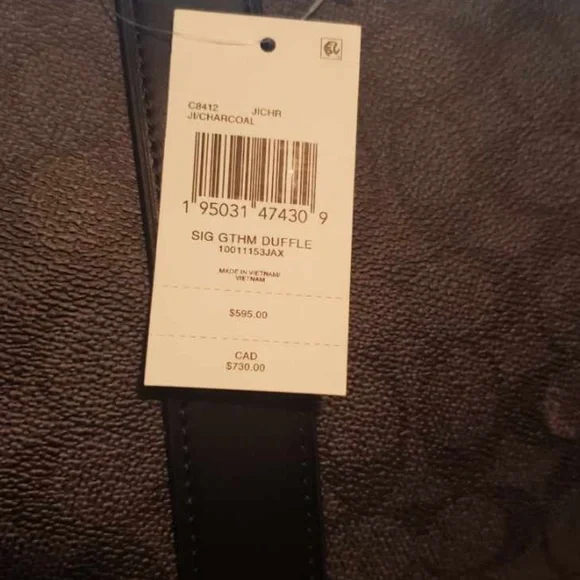 C8412 JICHR
JI/CHARCOAL
1 95031 47430 9
SIG GTHM DUFFLE
10011153JAX
MADE IN VIETNAM/
VIETNAM
$595.00
CAD
$730.00